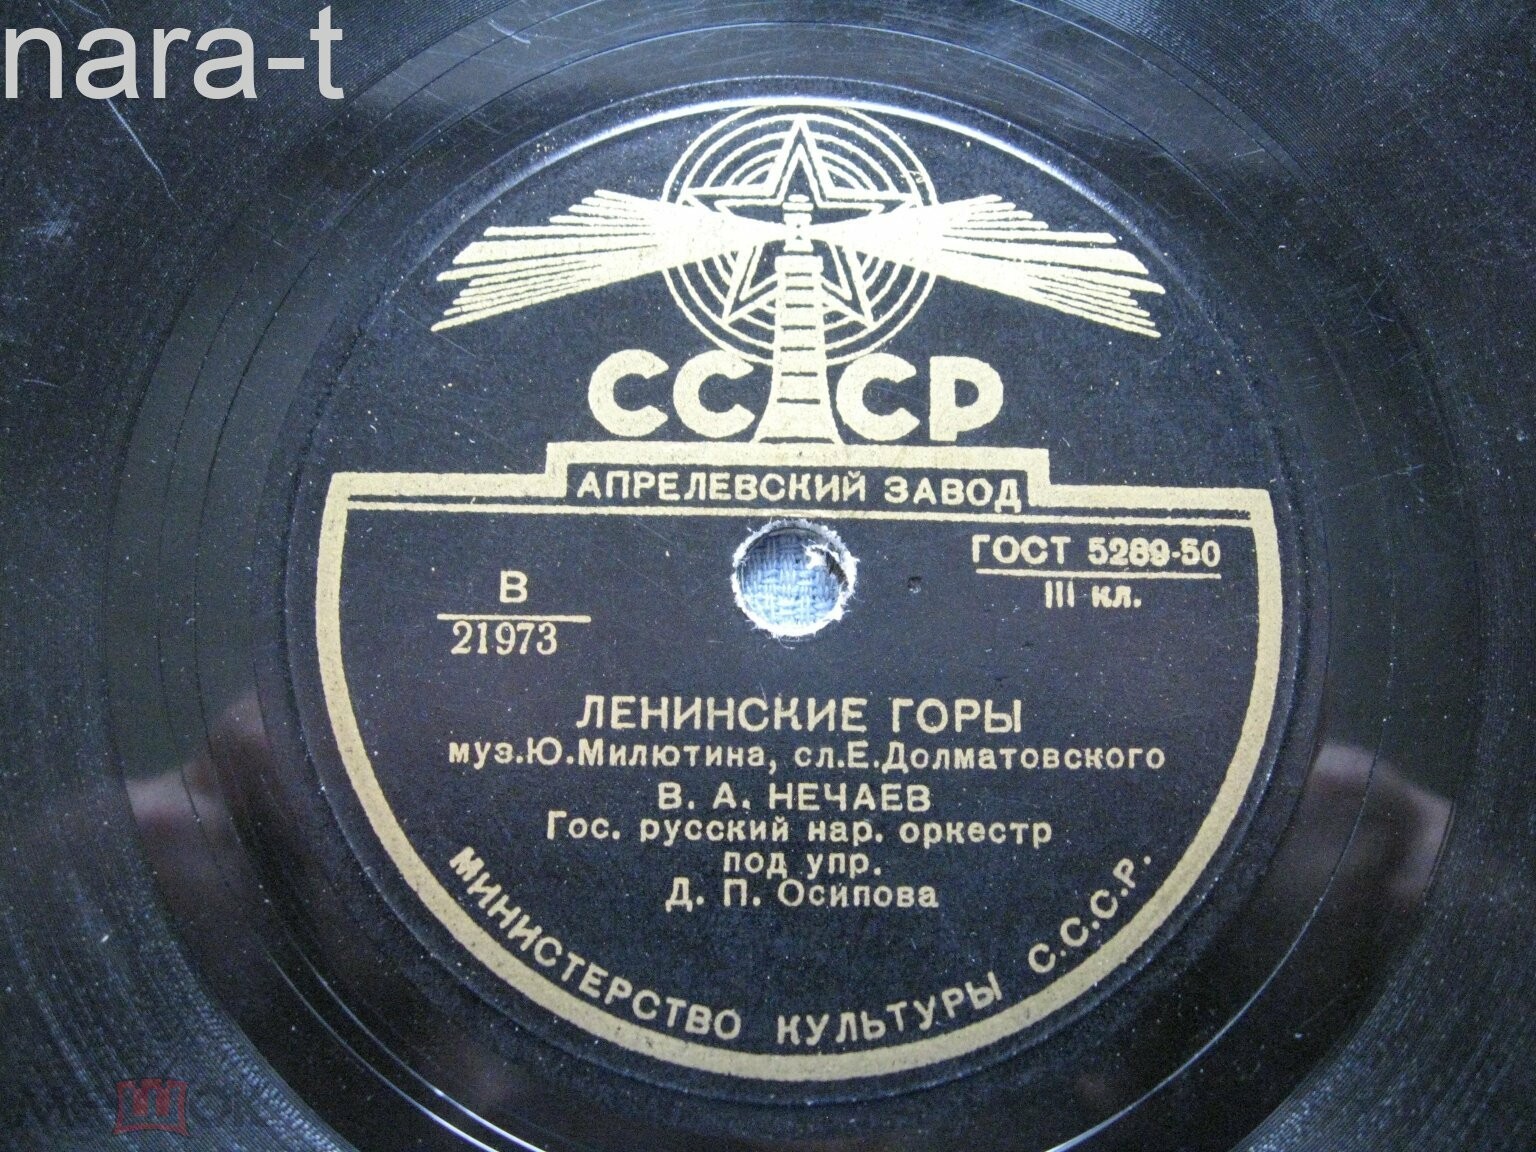 nara-t
СССР
АПРЕЛЕВСКИЙ ЗАВОД
ГОСТ 5289-50
III кл.
В
21973
ЛЕНИНСКИЕ ГОРЫ
муз.Ю.Милютина, сл.Е.Долматовского
В. А. НЕЧАЕВ
Гос. русский нар. оркестр
под упр.
Д. П. Осипова
МИНИСТЕРСТВО КУЛЬТУРЫ С.С.С.Р.